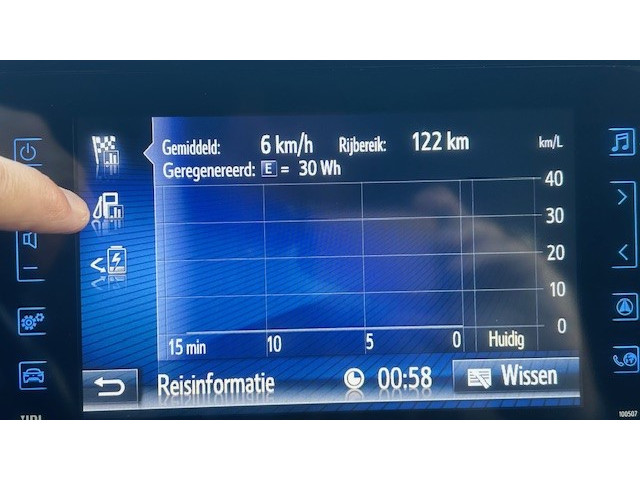 Gemiddeld: 6 km/h Rijbereik: 122 km km/L
Geregenereerd: E = 30 Wh
40
30
20
10
0
15 min 10 5 0 Huidig
Reisinformatie 00:58 Wissen
100507